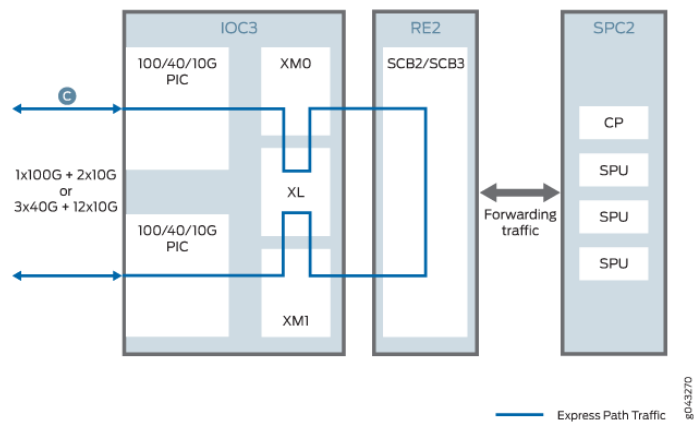 IOC3
RE2
SPC2
100/40/10G
PIC
XM0
SCB2/SCB3
C
CP
1x100G + 2x10G
or
3x40G + 12x10G
XL
SPU
Forwarding
traffic
SPU
100/40/10G
PIC
SPU
XM1
g043270
Express Path Traffic